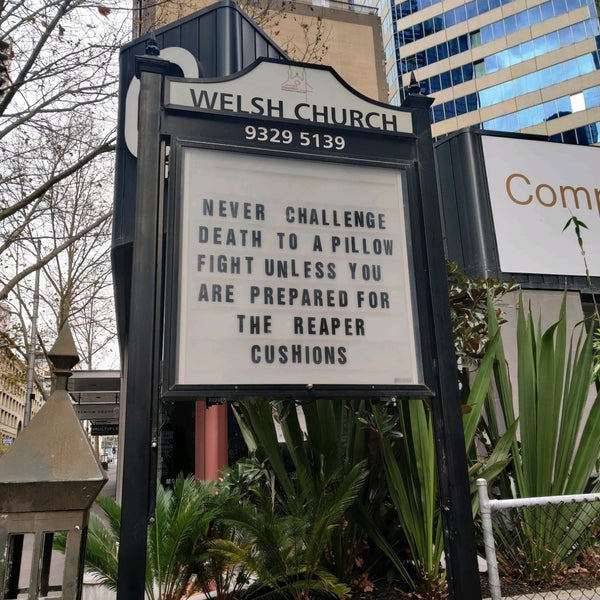 WELSH CHURCH
9329 5139
NEVER CHALLENGE
DEATH TO A PILLOW
FIGHT UNLESS YOU
ARE PREPARED FOR
THE REAPER
CUSHIONS
Comp